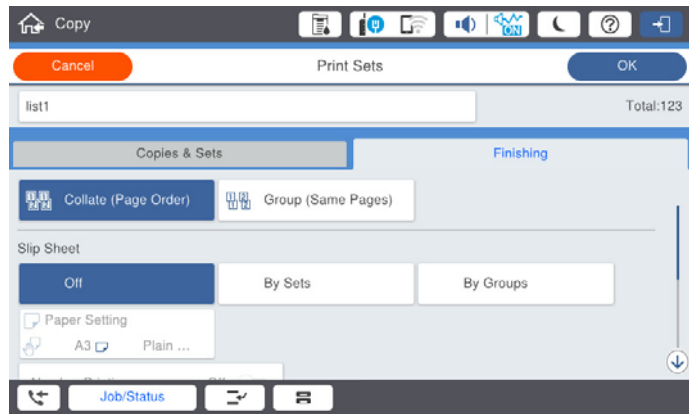 Copy
ON
Cancel
Print Sets
OK
list1
Total:123
Copies & Sets
Finishing
Collate (Page Order)
Group (Same Pages)
Slip Sheet
Off
By Sets
By Groups
Paper Setting
A3
Plain ...
Job/Status